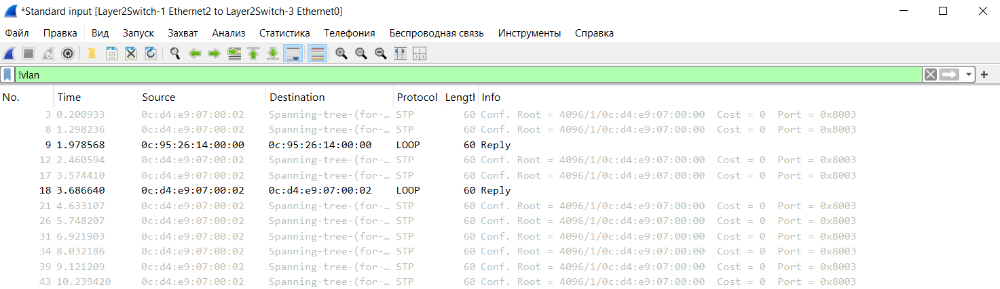 *Standard input [Layer2Switch-1 Ethernet2 to Layer2Switch-3 Ethernet0]
Файл Правка Вид Запуск Захват Анализ Статистика Телефония Беспроводная связь Инструменты Справка
!vlan
No. Time Source Destination Protocol Length Info
3 0.200933 0c:d4:e9:07:00:02 Spanning-tree-(for-… STP 60 Conf. Root = 4096/1/0c:d4:e9:07:00:00 Cost = 0 Port = 0x8003
8 1.298236 0c:d4:e9:07:00:02 Spanning-tree-(for-… STP 60 Conf. Root = 4096/1/0c:d4:e9:07:00:00 Cost = 0 Port = 0x8003
9 1.978568 0c:95:26:14:00:00 0c:95:26:14:00:00 LOOP 60 Reply
12 2.460594 0c:d4:e9:07:00:02 Spanning-tree-(for-… STP 60 Conf. Root = 4096/1/0c:d4:e9:07:00:00 Cost = 0 Port = 0x8003
17 3.574410 0c:d4:e9:07:00:02 Spanning-tree-(for-… STP 60 Conf. Root = 4096/1/0c:d4:e9:07:00:00 Cost = 0 Port = 0x8003
18 3.686640 0c:d4:e9:07:00:02 0c:d4:e9:07:00:02 LOOP 60 Reply
21 4.633107 0c:d4:e9:07:00:02 Spanning-tree-(for-… STP 60 Conf. Root = 4096/1/0c:d4:e9:07:00:00 Cost = 0 Port = 0x8003
26 5.748207 0c:d4:e9:07:00:02 Spanning-tree-(for-… STP 60 Conf. Root = 4096/1/0c:d4:e9:07:00:00 Cost = 0 Port = 0x8003
31 6.921903 0c:d4:e9:07:00:02 Spanning-tree-(for-… STP 60 Conf. Root = 4096/1/0c:d4:e9:07:00:00 Cost = 0 Port = 0x8003
34 8.032186 0c:d4:e9:07:00:02 Spanning-tree-(for-… STP 60 Conf. Root = 4096/1/0c:d4:e9:07:00:00 Cost = 0 Port = 0x8003
39 9.121209 0c:d4:e9:07:00:02 Spanning-tree-(for-… STP 60 Conf. Root = 4096/1/0c:d4:e9:07:00:00 Cost = 0 Port = 0x8003
43 10.239420 0c:d4:e9:07:00:02 Spanning-tree-(for-… STP 60 Conf. Root = 4096/1/0c:d4:e9:07:00:00 Cost = 0 Port = 0x8003